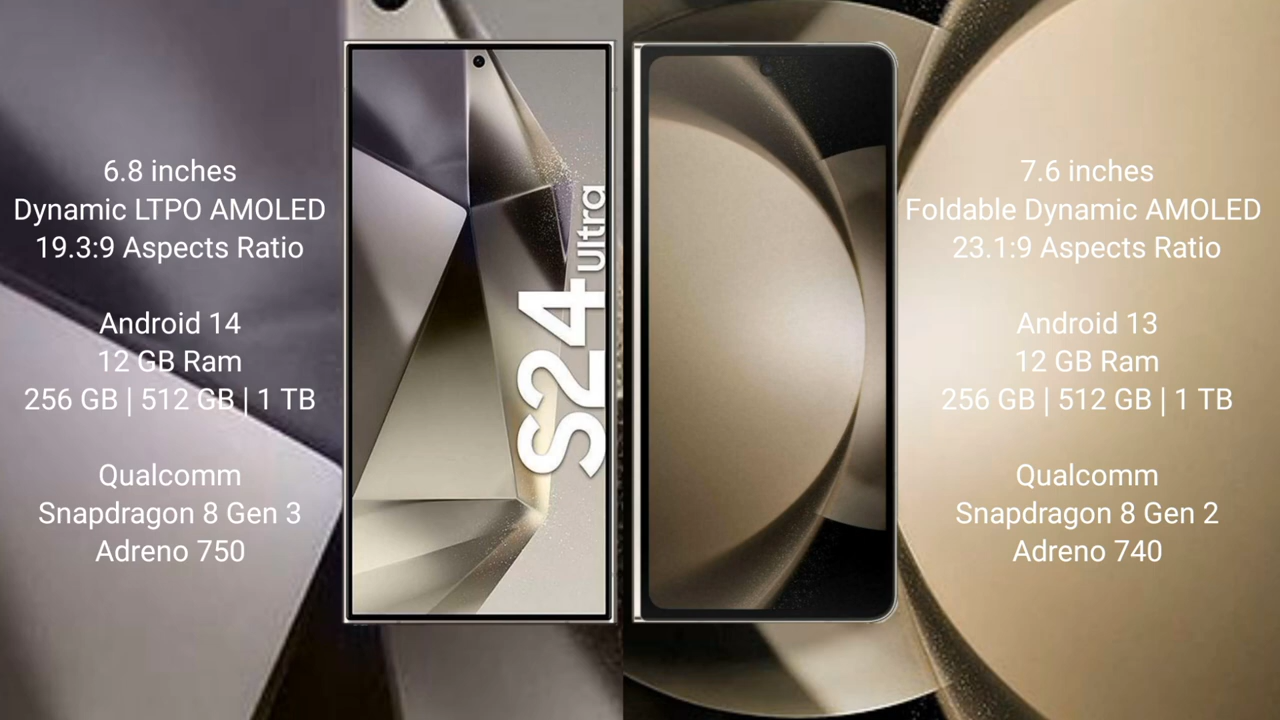 6.8 inches
Dynamic LTPO AMOLED
19.3:9 Aspects Ratio
Android 14
12 GB Ram
256 GB | 512 GB | 1 TB
Qualcomm
Snapdragon 8 Gen 3
Adreno 750
S24 ultra
7.6 inches
Foldable Dynamic AMOLED
23.1:9 Aspects Ratio
Android 13
12 GB Ram
256 GB | 512 GB | 1 TB
Qualcomm
Snapdragon 8 Gen 2
Adreno 740